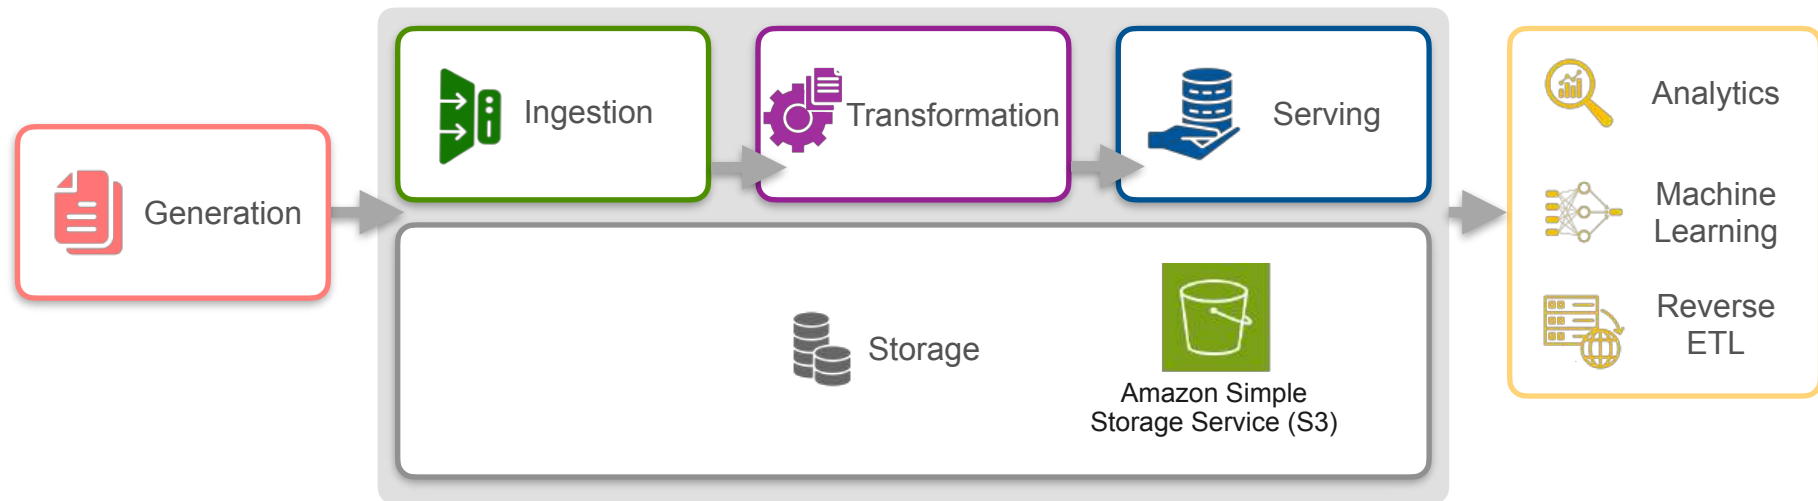 Generation
Ingestion
Transformation
Serving
Storage
Amazon Simple
Storage Service (S3)
Analytics
Machine
Learning
Reverse
ETL